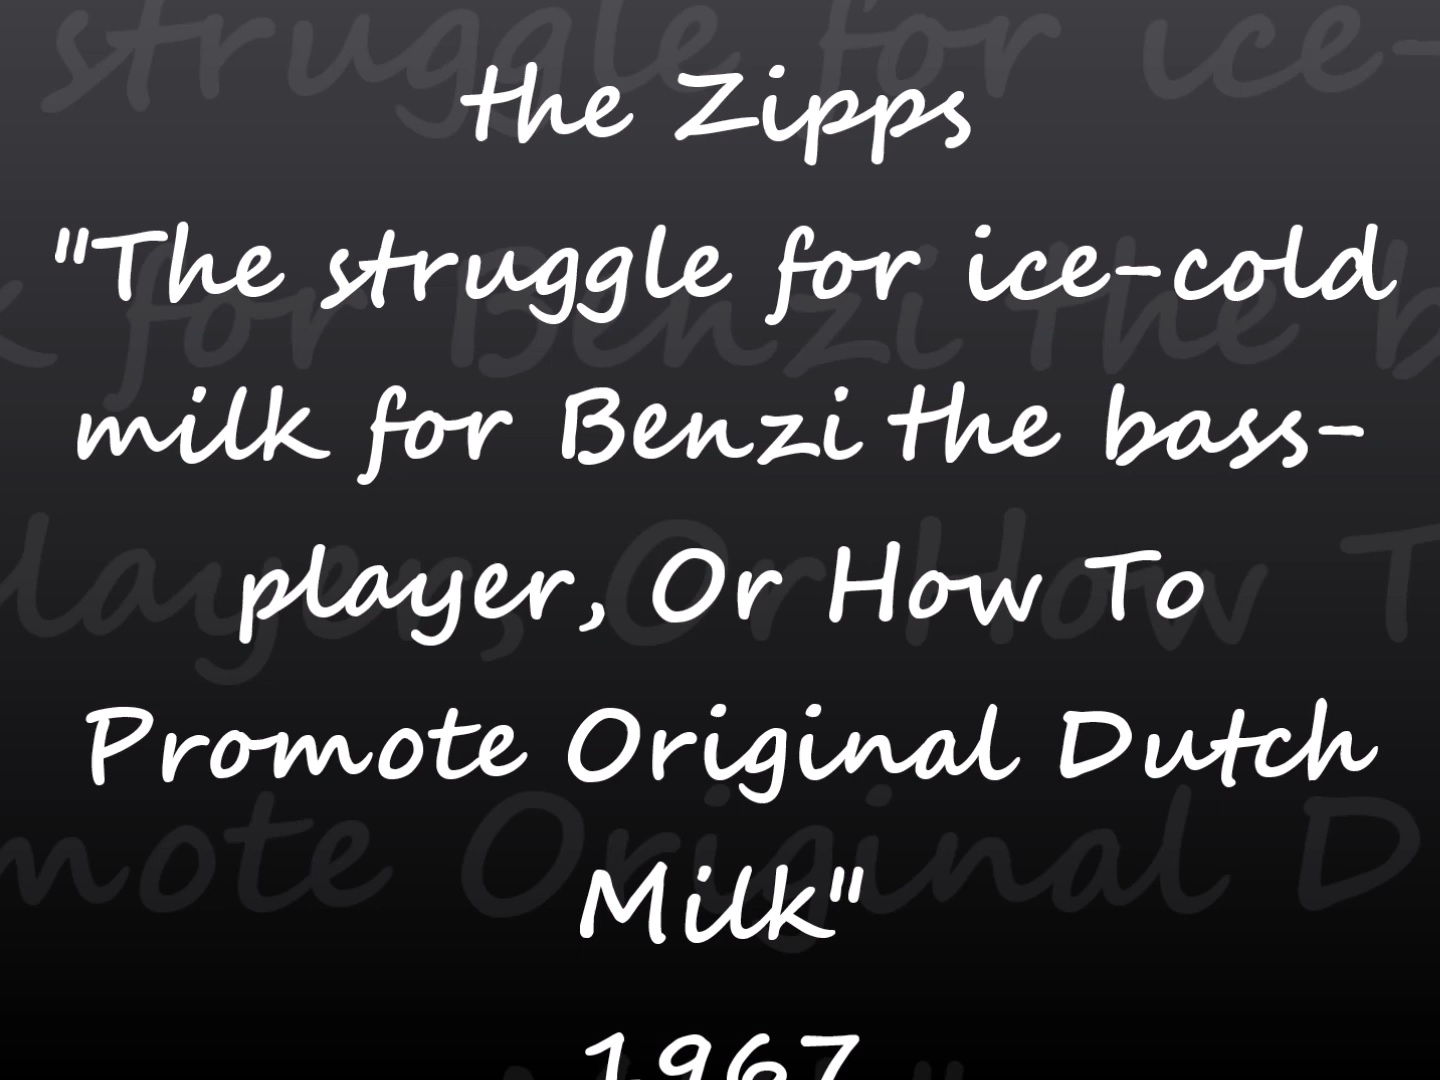 the Zipps
"The struggle for ice-cold
milk for Benzi the bass-
player, Or How To
Promote Original Dutch
Milk"
1967